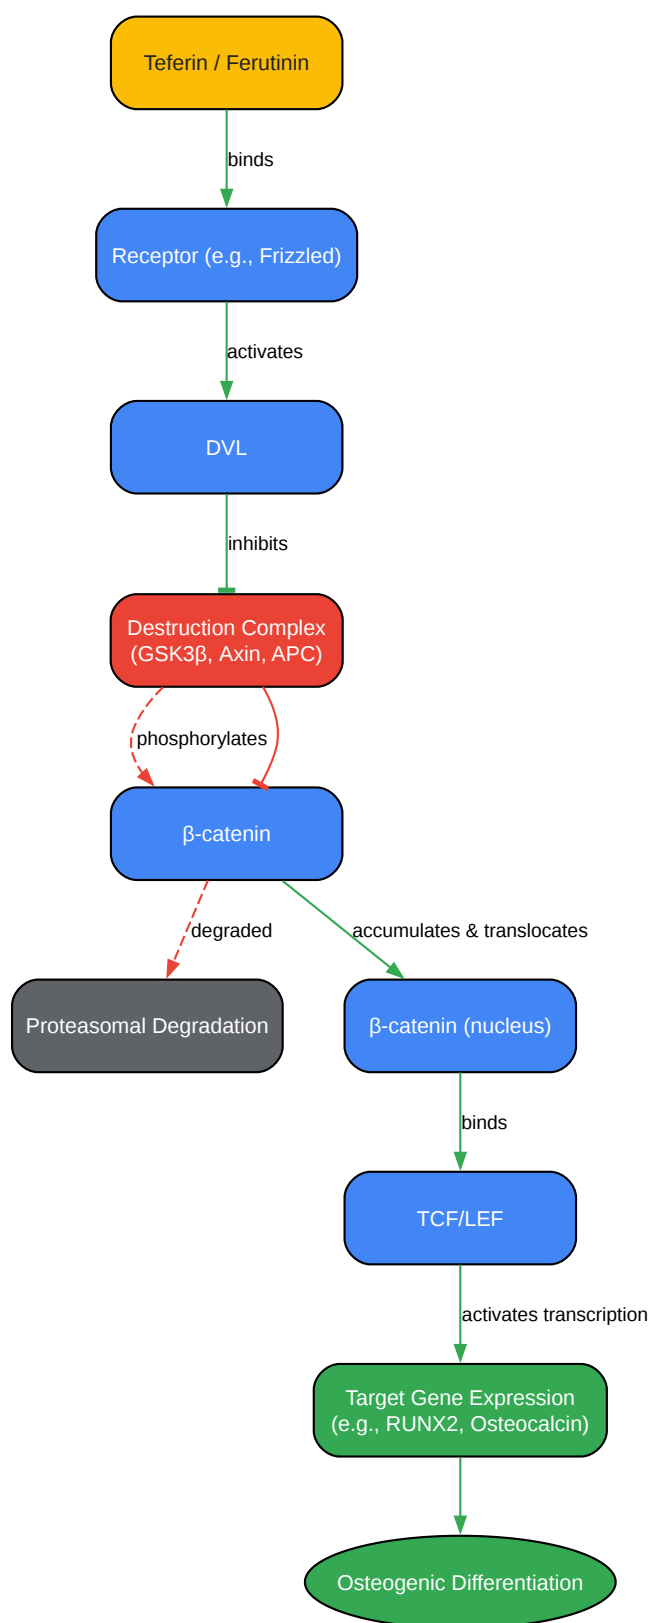 Teferin / Ferutinin
binds
Receptor (e.g., Frizzled)
activates
DVL
inhibits
Destruction Complex
(GSK3β, Axin, APC)
phosphorylates
β-catenin
degraded
accumulates & translocates
Proteasomal Degradation
β-catenin (nucleus)
binds
TCF/LEF
activates transcription
Target Gene Expression
(e.g., RUNX2, Osteocalcin)
Osteogenic Differentiation